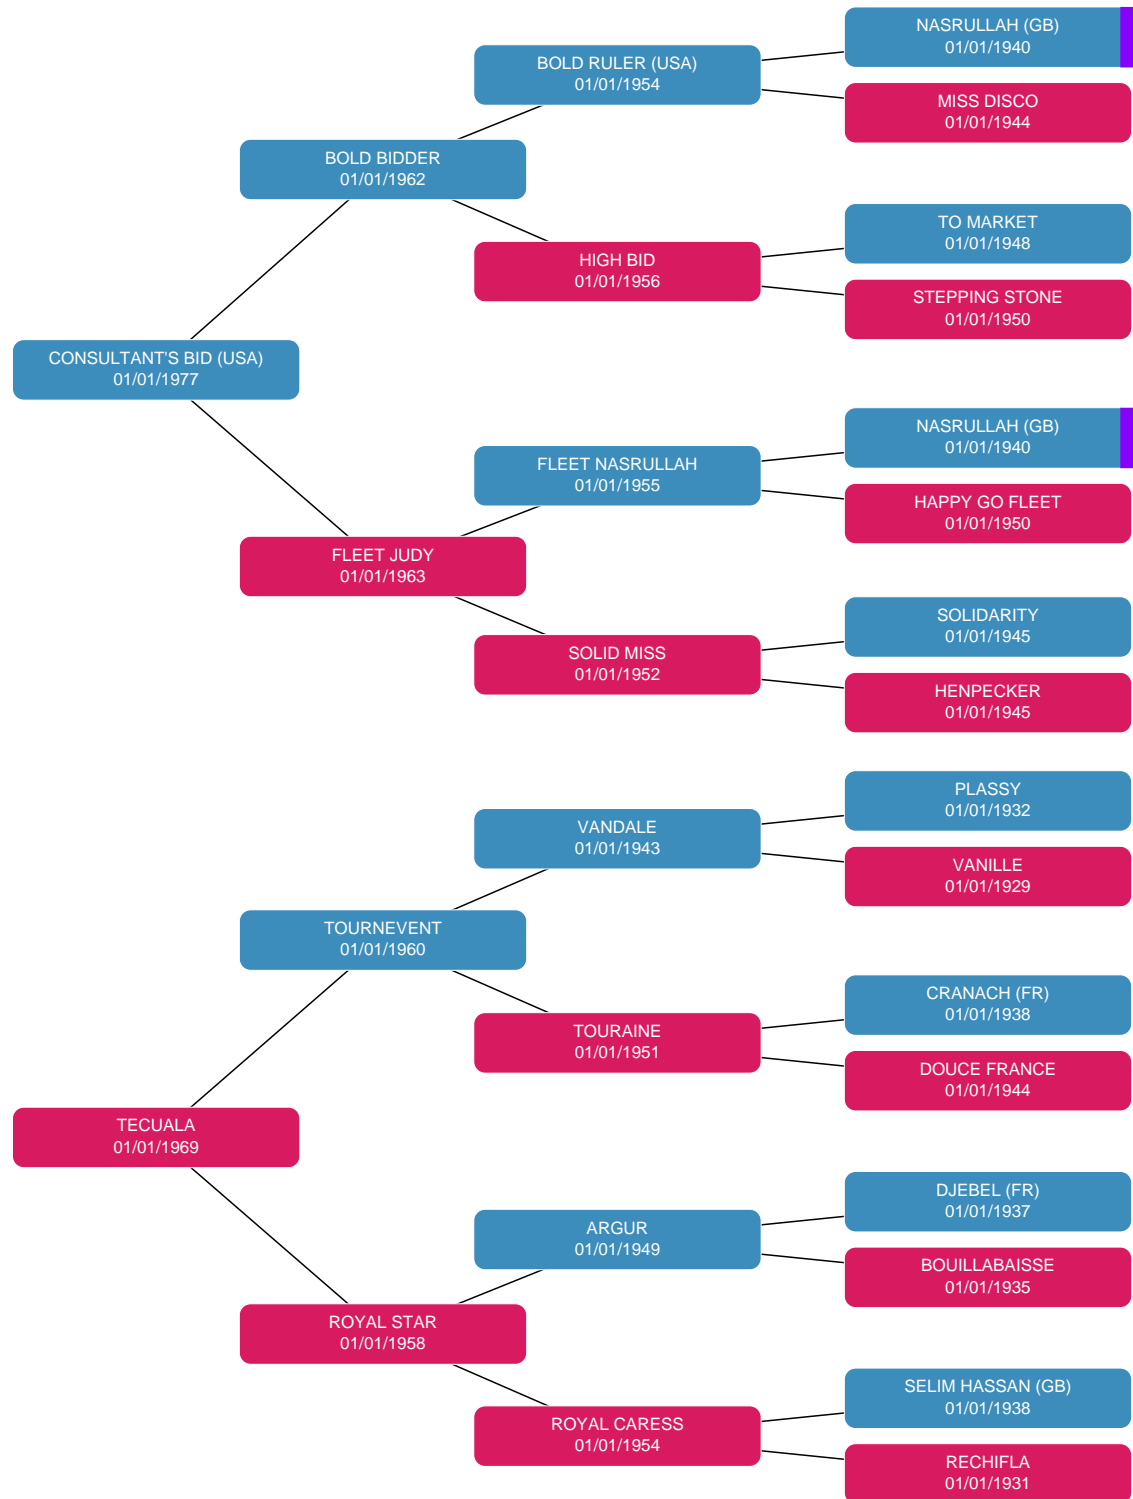 NASRULLAH (GB)
01/01/1940
BOLD RULER (USA)
01/01/1954
MISS DISCO
01/01/1944
BOLD BIDDER
01/01/1962
TO MARKET
01/01/1948
HIGH BID
01/01/1956
STEPPING STONE
01/01/1950
CONSULTANT'S BID (USA)
01/01/1977
NASRULLAH (GB)
01/01/1940
FLEET NASRULLAH
01/01/1955
HAPPY GO FLEET
01/01/1950
FLEET JUDY
01/01/1963
SOLIDARITY
01/01/1945
SOLID MISS
01/01/1952
HENPECKER
01/01/1945
PLASSY
01/01/1932
VANDALE
01/01/1943
VANILLE
01/01/1929
TOURNEVENT
01/01/1960
CRANACH (FR)
01/01/1938
TOURAINE
01/01/1951
DOUCE FRANCE
01/01/1944
TECUALA
01/01/1969
DJEBEL (FR)
01/01/1937
ARGUR
01/01/1949
BOUILLABAISSE
01/01/1935
ROYAL STAR
01/01/1958
SELIM HASSAN (GB)
01/01/1938
ROYAL CARESS
01/01/1954
RECHIFLA
01/01/1931